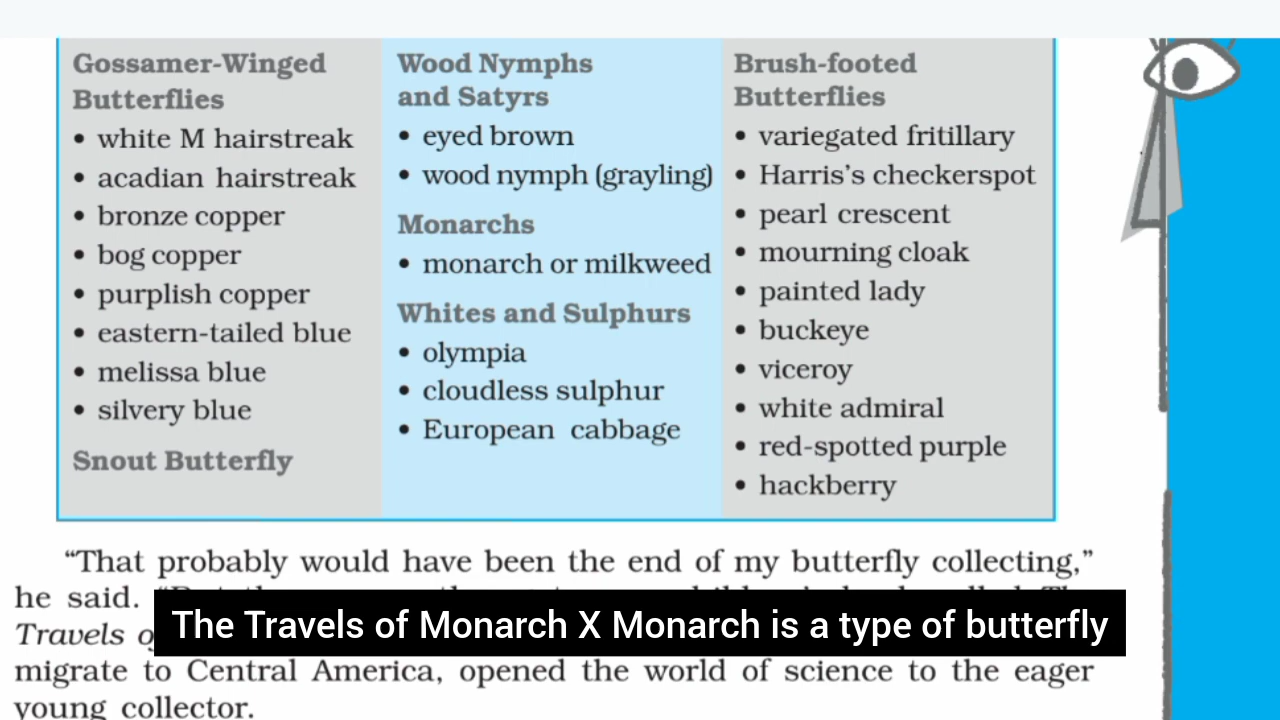 Gossamer-Winged
Butterflies
• white M hairstreak
• acadian hairstreak
• bronze copper
• bog copper
• purplish copper
• eastern-tailed blue
• melissa blue
• silvery blue
Snout Butterfly
Wood Nymphs
and Satyrs
• eyed brown
• wood nymph (grayling)
Monarchs
• monarch or milkweed
Whites and Sulphurs
• olympia
• cloudless sulphur
• European cabbage
Brush-footed
Butterflies
• variegated fritillary
• Harris’s checkerspot
• pearl crescent
• mourning cloak
• painted lady
• buckeye
• viceroy
• white admiral
• red-spotted purple
• hackberry
“That probably would have been the end of my butterfly collecting,”
he said.
Travels
The Travels of Monarch X Monarch is a type of butterfly
migrate to Central America, opened the world of science to the eager
young collector.